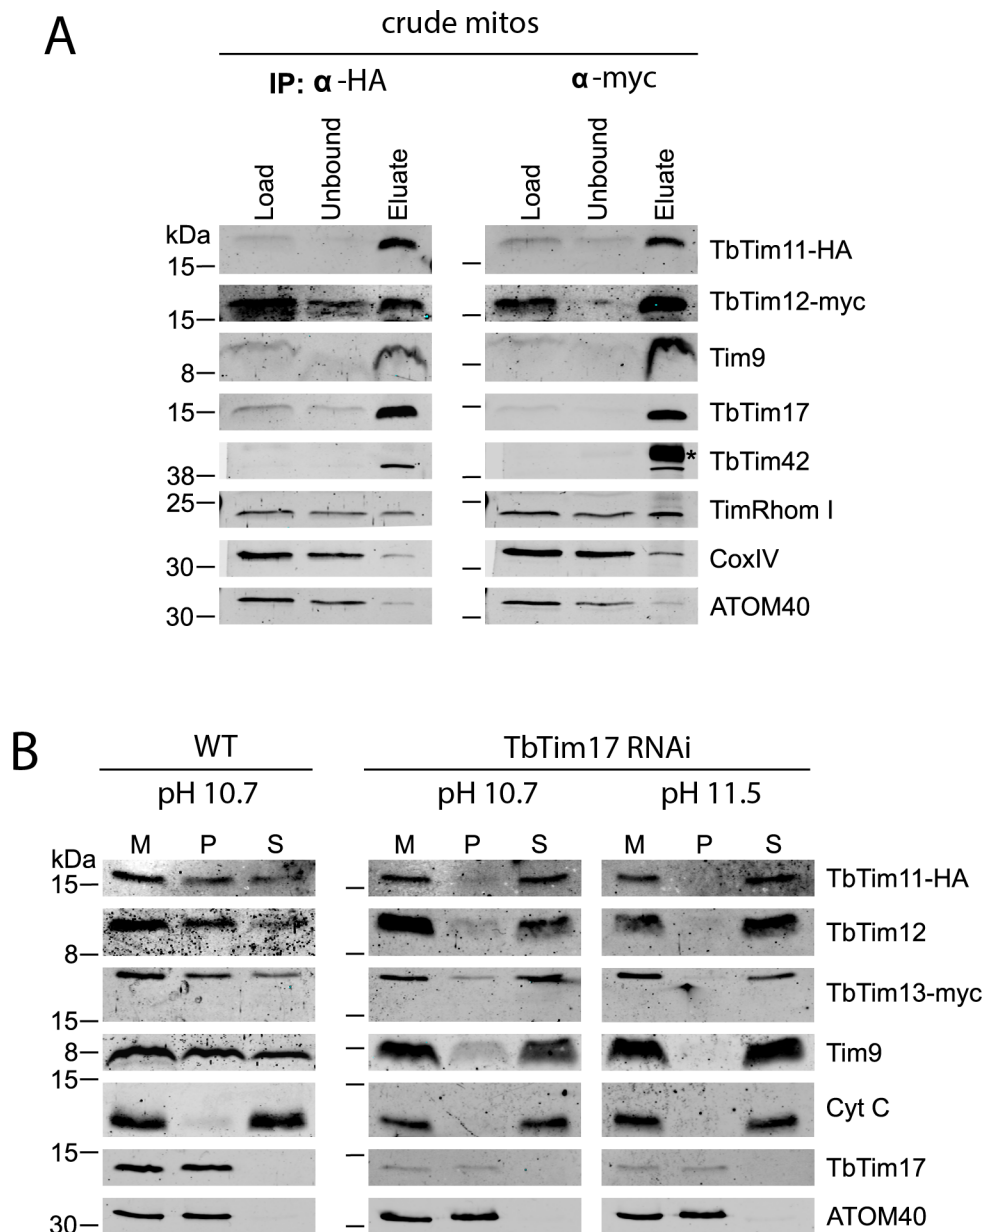 A
crude mitos
IP: α-HA
α-myc
Load
Unbound
Eluate
Load
Unbound
Eluate
kDa
15
TbTim11-HA
15
TbTim12-myc
8
Tim9
15
TbTim17
38
*
TbTim42
25
TimRhom I
30
CoxIV
30
ATOM40
B
WT
TbTim17 RNAi
pH 10.7
pH 10.7
pH 11.5
M P S
M P S
M P S
kDa
15
TbTim11-HA
8
TbTim12
15
TbTim13-myc
8
Tim9
15
Cyt C
15
TbTim17
30
ATOM40